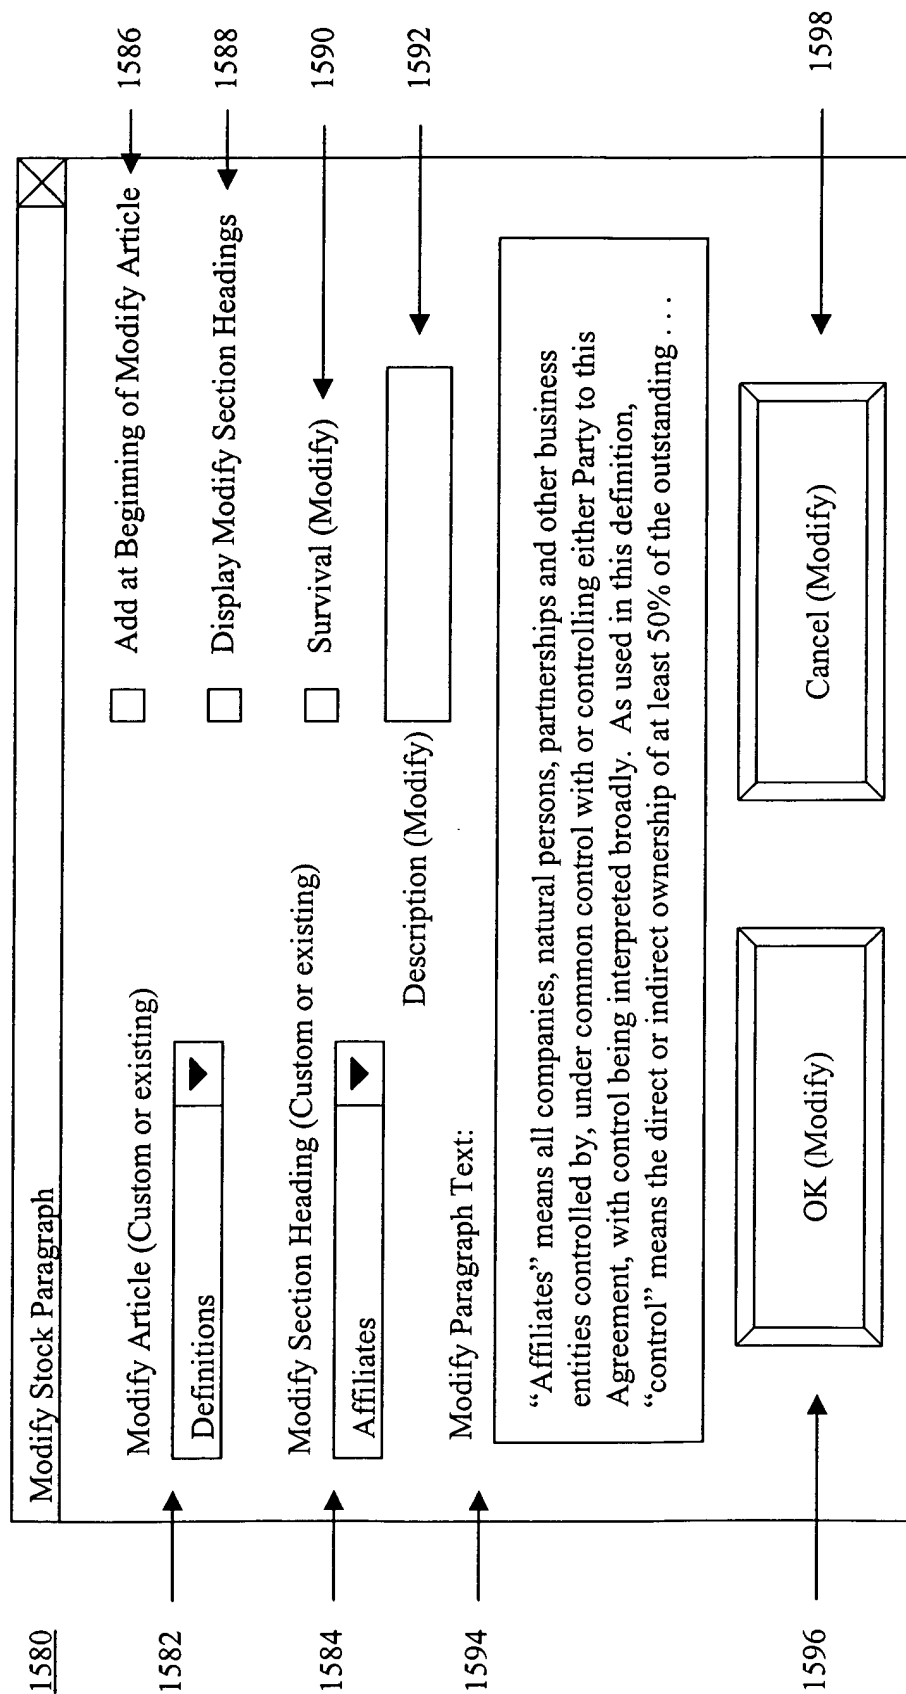 1580
Modify Stock Paragraph
1582
Modify Article (Custom or existing)
Definitions
Add at Beginning of Modify Article
1586
Display Modify Section Headings
1588
1584
Modify Section Heading (Custom or existing)
Affiliates
Survival (Modify)
1590
Description (Modify)
1592
1594
Modify Paragraph Text:
“Affiliates” means all companies, natural persons, partnerships and other business
entities controlled by, under common control with or controlling either Party to this
Agreement, with control being interpreted broadly. As used in this definition,
“control” means the direct or indirect ownership of at least 50% of the outstanding . . .
1596
OK (Modify)
Cancel (Modify)
1598